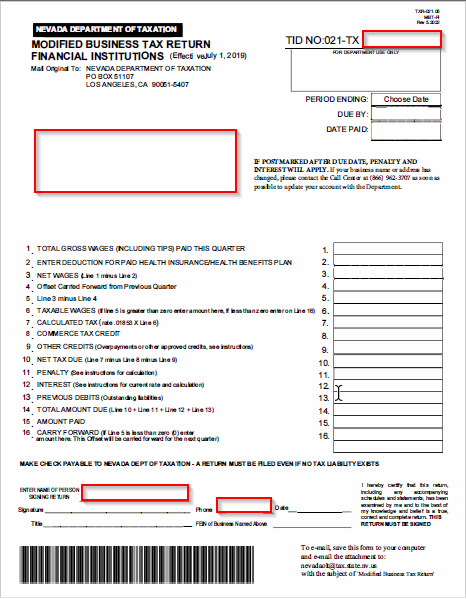 TXR-021.05
MBT-FI
Rev 5.2022
NEVADA DEPARTMENT OF TAXATION
MODIFIED BUSINESS TAX RETURN
FINANCIAL INSTITUTIONS (Effective July 1, 2019)
Mail Original To: NEVADA DEPARTMENT OF TAXATION
PO BOX 51107
LOS ANGELES, CA 90051-5407
TID NO:021-TX
FOR DEPARTMENT USE ONLY
PERIOD ENDING: Choose Date
DUE BY:
DATE PAID:
IF POSTMARKED AFTER DUE DATE, PENALTY AND
INTEREST WILL APPLY. If your business name or address has
changed, please contact the Call Center at (866) 962-3707 as soon as
possible to update your account with the Department.
1 TOTAL GROSS WAGES (INCLUDING TIPS) PAID THIS QUARTER 1.
2 ENTER DEDUCTION FOR PAID HEALTH INSURANCE/HEALTH BENEFITS PLAN 2.
3 NET WAGES (Line 1 minus Line 2) 3.
4 Offset Carried Forward from Previous Quarter 4.
5 Line 3 minus Line 4 5.
6 TAXABLE WAGES (If line 5 is greater than zero enter amount here, if less than zero enter on Line 16) 6.
7 CALCULATED TAX (rate .01853 X Line 6) 7.
8 COMMERCE TAX CREDIT 8.
9 OTHER CREDITS (Overpayments or other approved credits, see instructions) 9.
10 NET TAX DUE (Line 7 minus Line 8 minus Line 9) 10.
11 PENALTY (See instructions for calculation) 11.
12 INTEREST (See instructions for current rate and calculation) 12.
13 PREVIOUS DEBITS (Outstanding liabilities) 13.
14 TOTAL AMOUNT DUE (Line 10 + Line 11 + Line 12 + Line 13) 14.
15 AMOUNT PAID 15.
16 CARRY FORWARD (If Line 5 is less than zero (0) enter 16.
amount here. This Offset will be carried forward for the next quarter)
MAKE CHECK PAYABLE TO NEVADA DEPT OF TAXATION - A RETURN MUST BE FILED EVEN IF NO TAX LIABILITY EXISTS
ENTER NAME OF PERSON
SIGNING RETURN
Signature Phone Date
Title FEIN of Business Named Above
I hereby certify that this return,
including any accompanying
schedules and statements, has been
examined by me and to the best of
my knowledge and belief is a true,
correct and complete return. THIS
RETURN MUST BE SIGNED
To e-mail, save this form to your computer
and e-mail the attachment to:
nevadaolt@tax.state.nv.us
with the subject of 'Modified Business Tax Return'